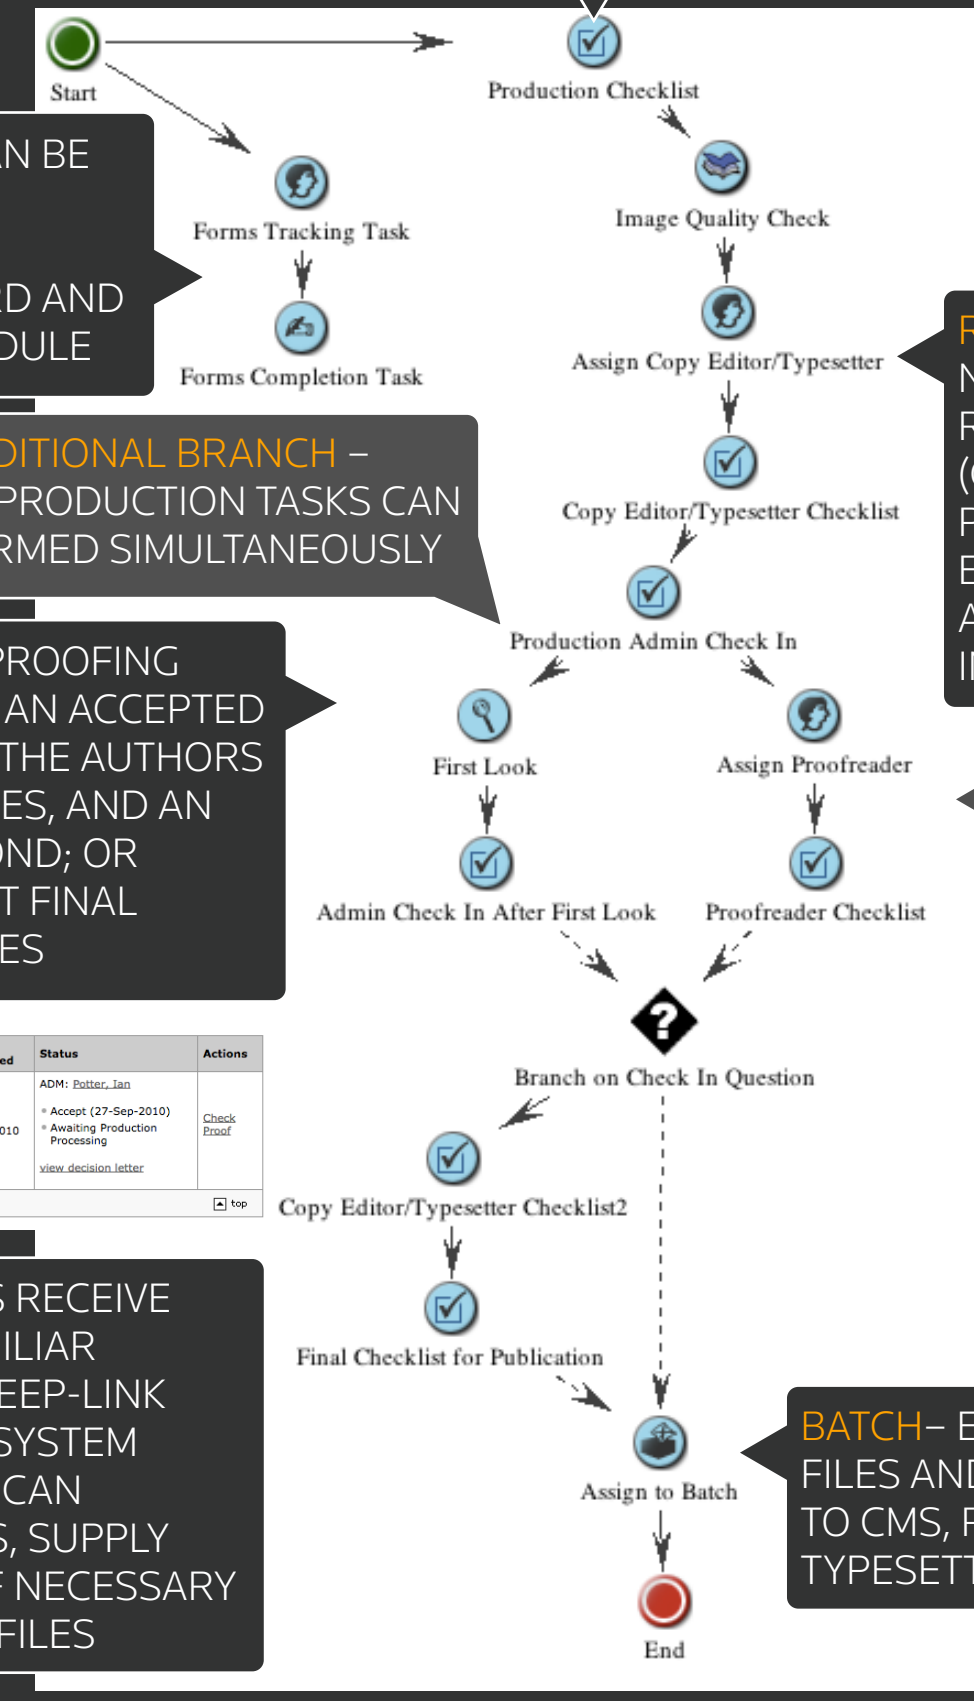 Start
Production Checklist
AN BE
RD AND
DULE
Forms Tracking Task
Forms Completion Task
Image Quality Check
Assign Copy Editor/Typesetter
Copy Editor/Typesetter Checklist
DITIONAL BRANCH –
PRODUCTION TASKS CAN
RMED SIMULTANEOUSLY
Production Admin Check In
PROOFING
AN ACCEPTED
THE AUTHORS
ES, AND AN
OND; OR
T FINAL
ES
First Look
Assign Proofreader
Admin Check In After First Look
Proofreader Checklist
Branch on Check In Question
ed Status Actions
ADM: Potter, Ian
• Accept (27-Sep-2010)
010 • Awaiting Production
Processing
Check
Proof
view decision letter
top
Copy Editor/Typesetter Checklist2
Final Checklist for Publication
S RECEIVE
ILIAR
EEP-LINK
SYSTEM
CAN
S, SUPPLY
F NECESSARY
FILES
Assign to Batch
BATCH– E
FILES AND
TO CMS, F
TYPESETT
End